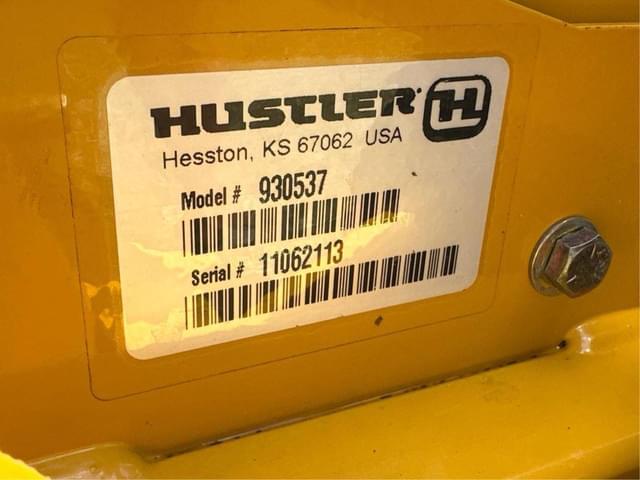 HUSTLER H
Hesston, KS 67062 USA
Model # 930537
Serial # 11062113